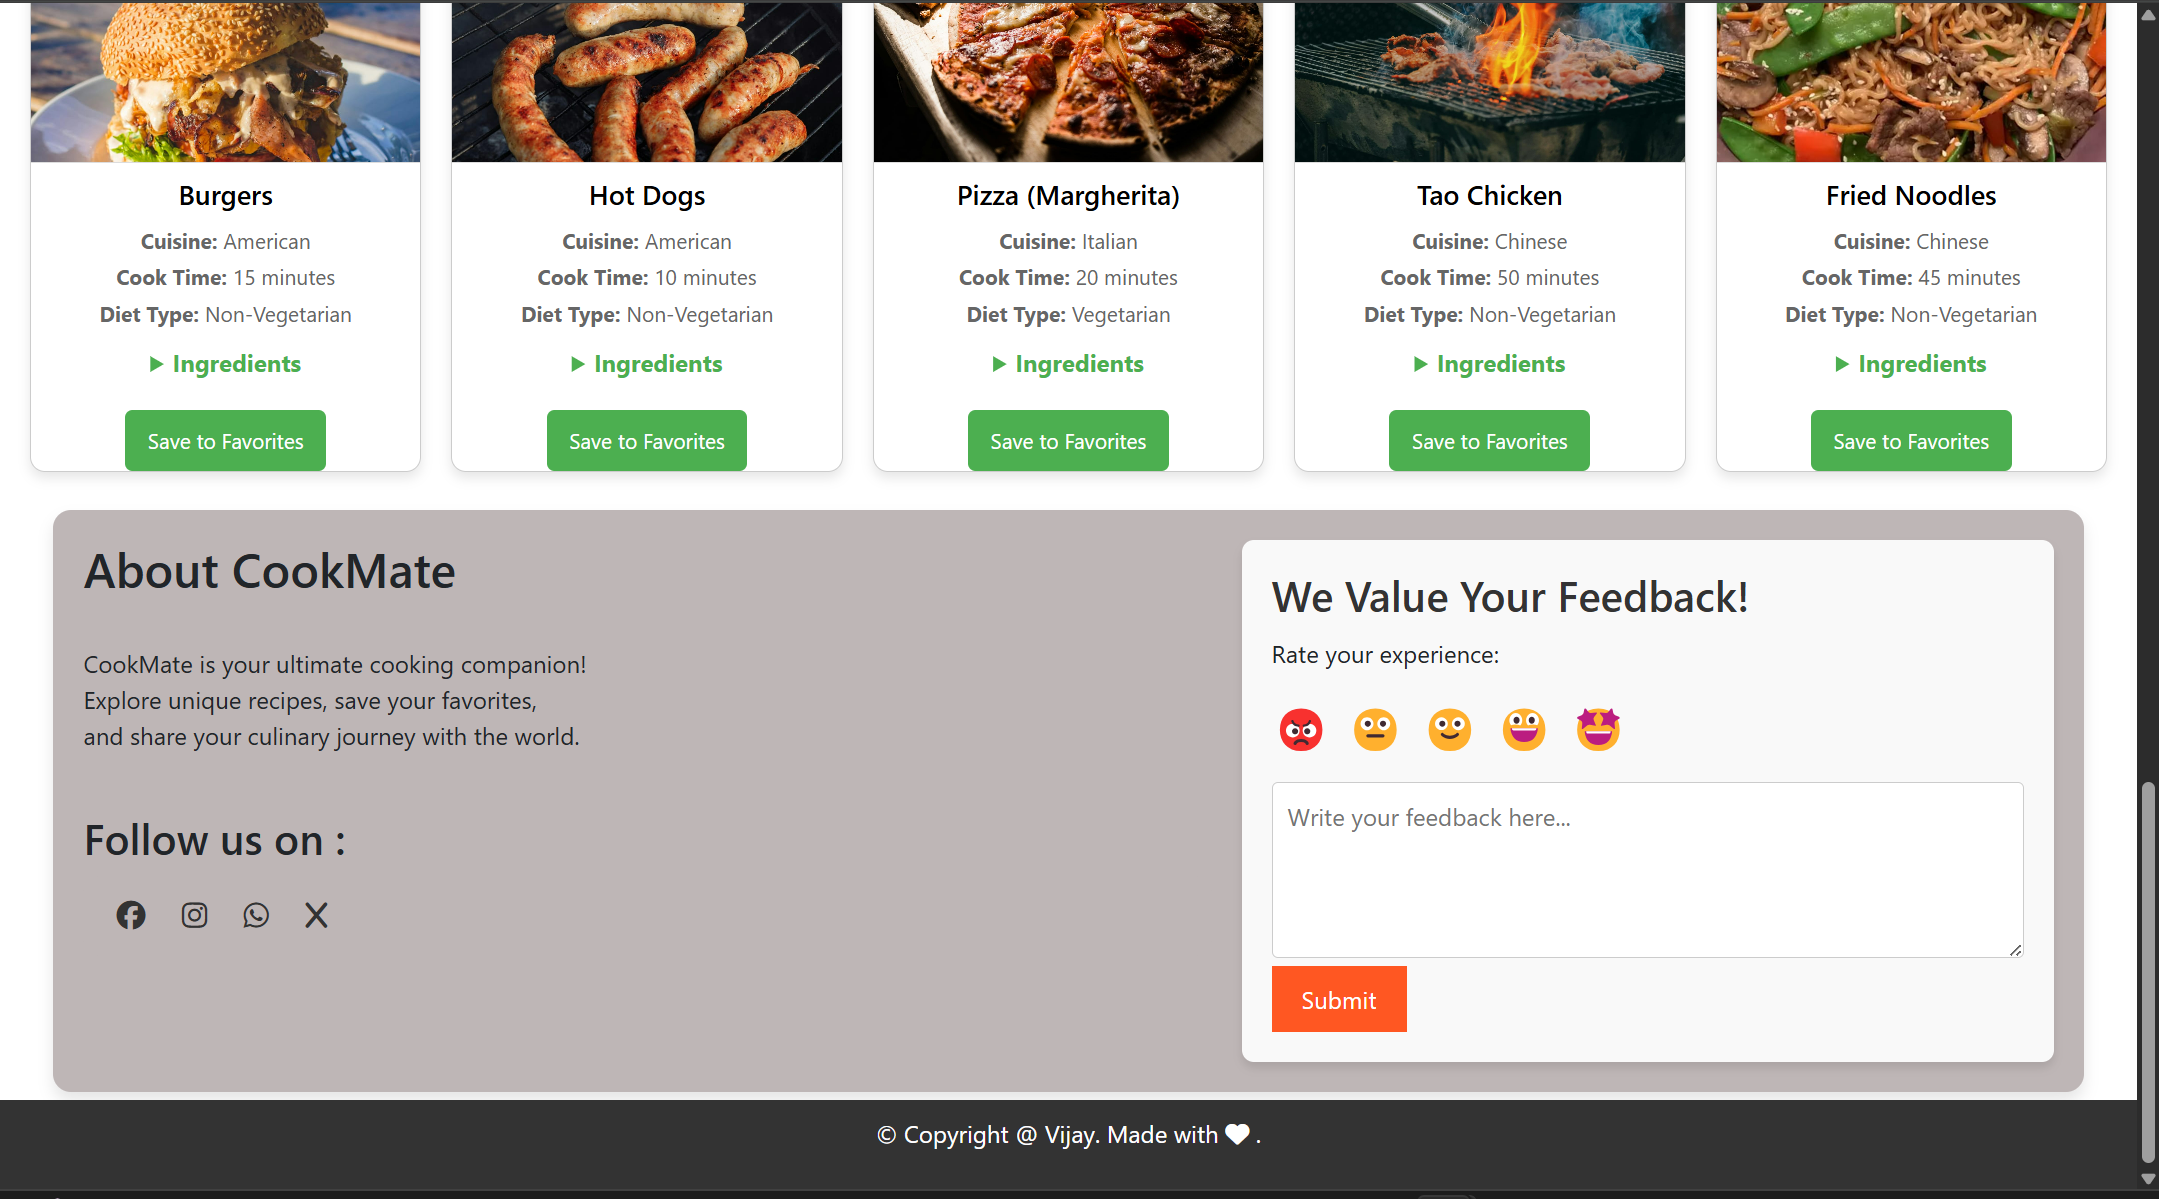 Burgers
Cuisine: American
Cook Time: 15 minutes
Diet Type: Non-Vegetarian
▶ Ingredients
Save to Favorites
Hot Dogs
Cuisine: American
Cook Time: 10 minutes
Diet Type: Non-Vegetarian
▶ Ingredients
Save to Favorites
Pizza (Margherita)
Cuisine: Italian
Cook Time: 20 minutes
Diet Type: Vegetarian
▶ Ingredients
Save to Favorites
Tao Chicken
Cuisine: Chinese
Cook Time: 50 minutes
Diet Type: Non-Vegetarian
▶ Ingredients
Save to Favorites
Fried Noodles
Cuisine: Chinese
Cook Time: 45 minutes
Diet Type: Non-Vegetarian
▶ Ingredients
Save to Favorites
About CookMate
CookMate is your ultimate cooking companion!
Explore unique recipes, save your favorites,
and share your culinary journey with the world.
Follow us on :
We Value Your Feedback!
Rate your experience:
Write your feedback here...
Submit
© Copyright @ Vijay. Made with ♥ .